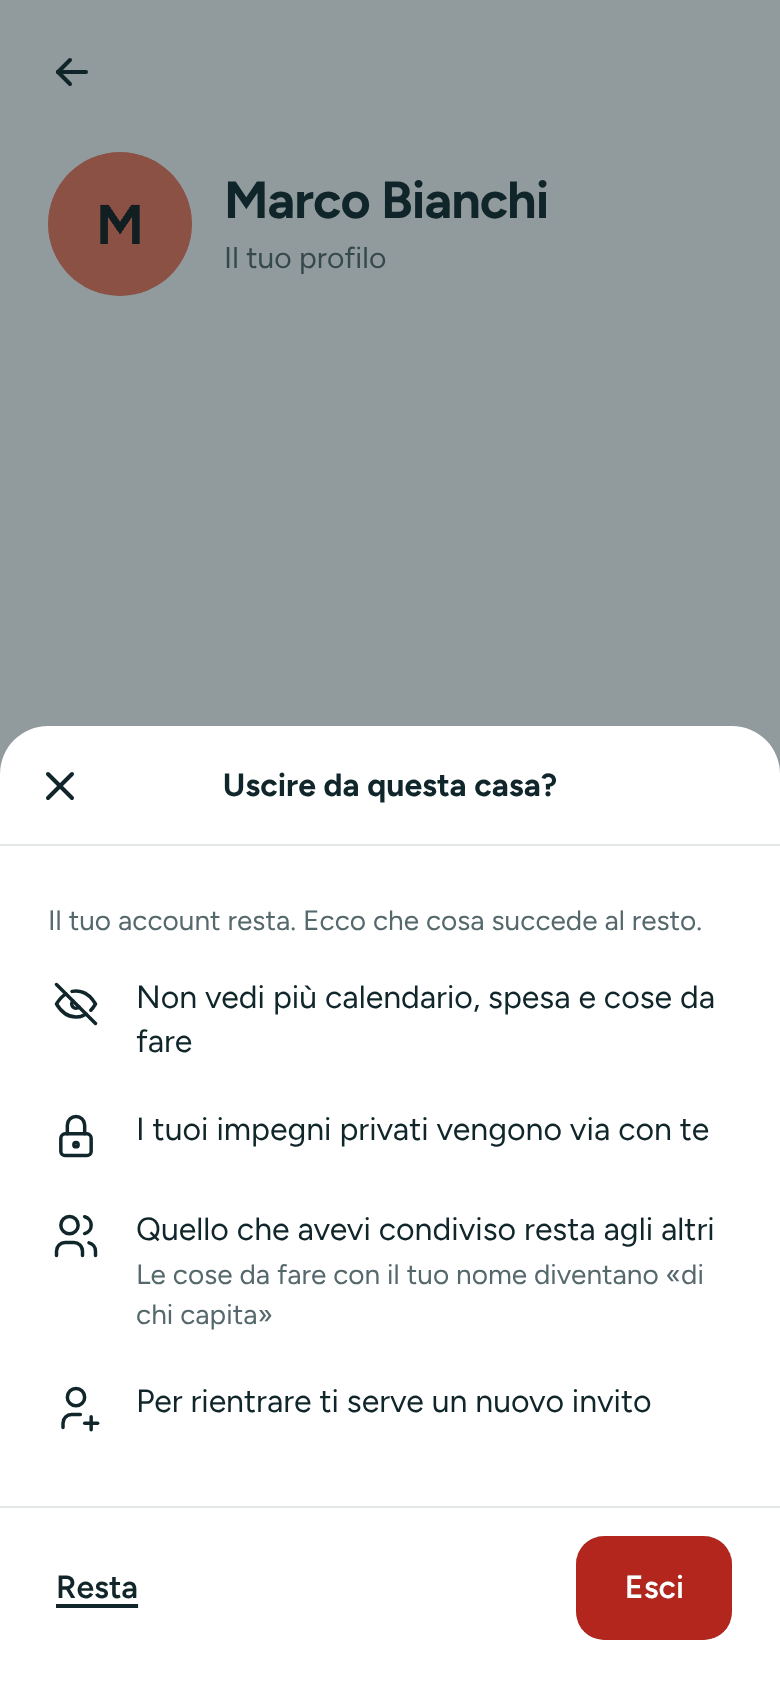 M
Marco Bianchi
Il tuo profilo
Uscire da questa casa?
Il tuo account resta. Ecco che cosa succede al resto.
Non vedi più calendario, spesa e cose da
fare
I tuoi impegni privati vengono via con te
Quello che avevi condiviso resta agli altri
Le cose da fare con il tuo nome diventano «di
chi capita»
Per rientrare ti serve un nuovo invito
Resta
Esci